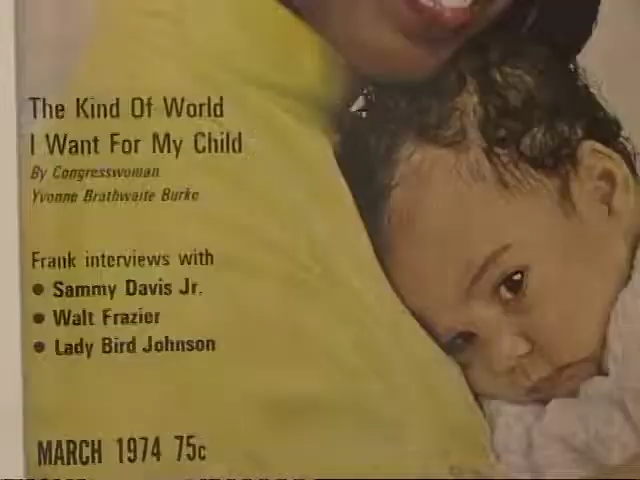 The Kind Of World
I Want For My Child
By Congresswoman
Yvonne Brathwaite Burke
Frank interviews with
• Sammy Davis Jr.
• Walt Frazier
• Lady Bird Johnson
MARCH 1974 75c